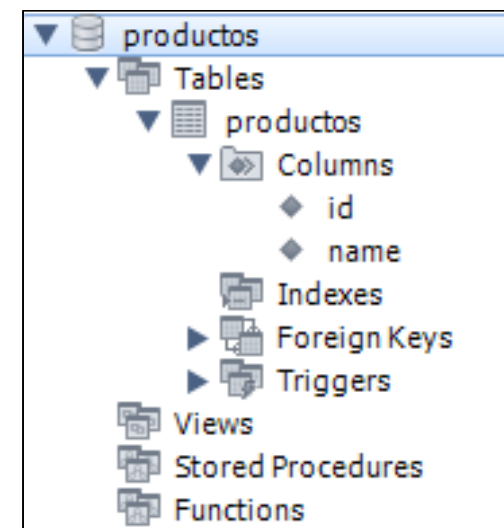 productos
Tables
productos
Columns
id
name
Indexes
Foreign Keys
Triggers
Views
Stored Procedures
Functions